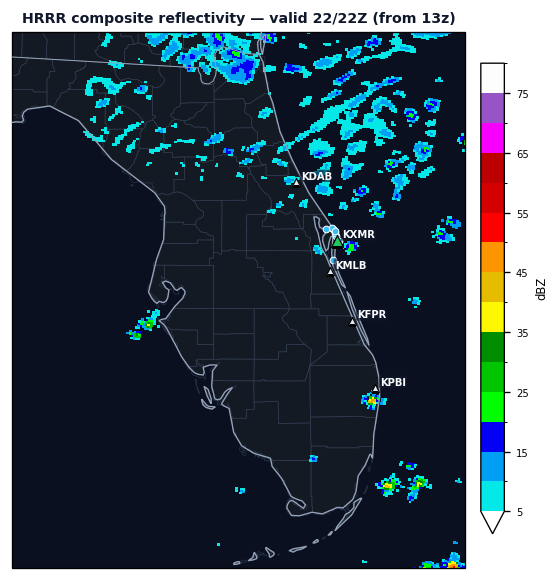 HRRR composite reflectivity — valid 22/22Z (from 13z)
KDAB
KXMR
KMLB
KFPR
KPBI
75
65
55
45
35
25
15
5
dBZ